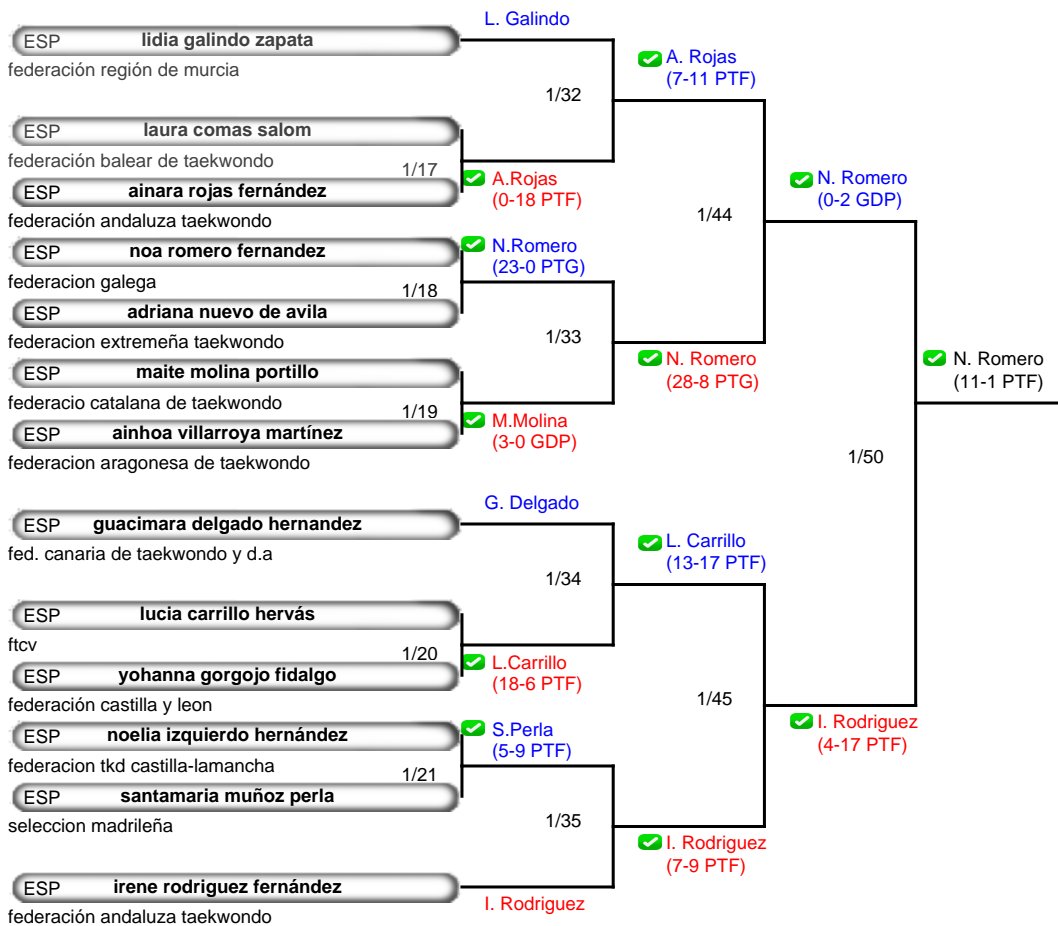 L. Galindo
ESP lidia galindo zapata
federación región de murcia
A. Rojas
(7-11 PTF)
1/32
ESP laura comas salom
federación balear de taekwondo
1/17
ESP ainara rojas fernández
A.Rojas
(0-18 PTF)
federación andaluza taekwondo
N. Romero
(0-2 GDP)
1/44
ESP noa romero fernandez
N.Romero
(23-0 PTG)
federacion galega
1/18
ESP adriana nuevo de avila
federacion extremeña taekwondo
1/33
N. Romero
(28-8 PTG)
N. Romero
(11-1 PTF)
ESP maite molina portillo
federacio catalana de taekwondo
1/19
ESP ainhoa villarroya martínez
M.Molina
(3-0 GDP)
federacion aragonesa de taekwondo
1/50
G. Delgado
ESP guacimara delgado hernandez
fed. canaria de taekwondo y d.a
L. Carrillo
(13-17 PTF)
1/34
ESP lucia carrillo hervás
ftcv
1/20
ESP yohanna gorgojo fidalgo
L.Carrillo
(18-6 PTF)
federación castilla y leon
1/45
I. Rodriguez
(4-17 PTF)
ESP noelia izquierdo hernández
S.Perla
(5-9 PTF)
federacion tkd castilla-lamancha
1/21
ESP santamaria muñoz perla
seleccion madrileña
1/35
I. Rodriguez
(7-9 PTF)
ESP irene rodriguez fernández
I. Rodriguez
federación andaluza taekwondo